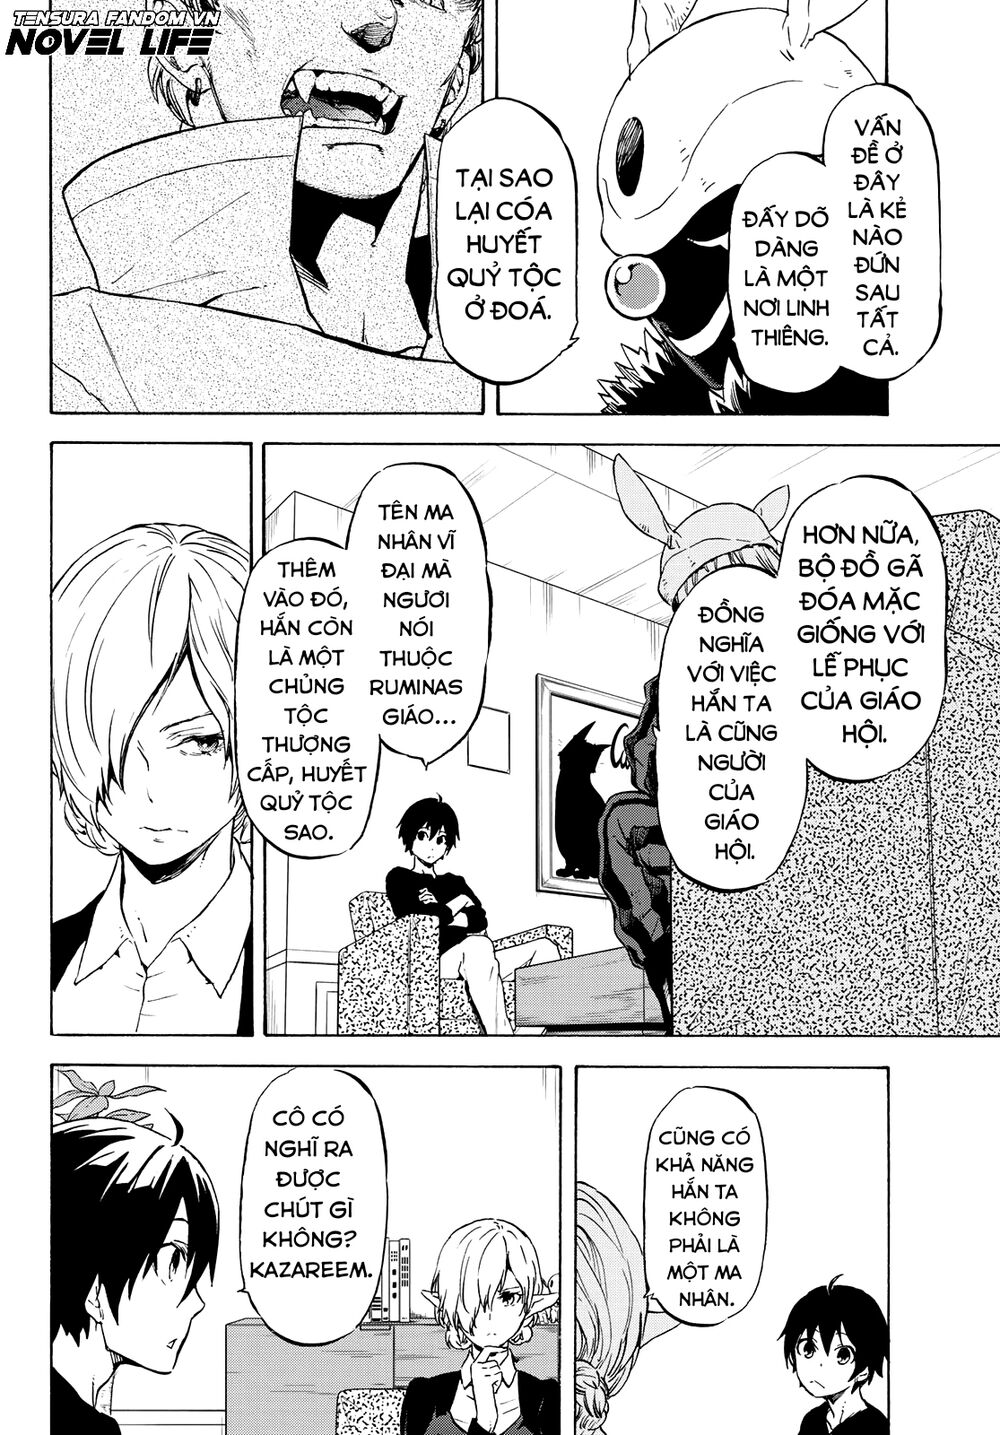 TENSURA FANDOM VN
NOVEL LIFE
VẤN
ĐỀ Ở
ĐÂY
LÀ KẺ
NÀO
ĐỨN
SAU
TẤT
CẢ.
ĐẤY DÕ
DÀNG
LÀ MỘT
NƠI LINH
THIÊNG.
TẠI SAO
LẠI CÓA
HUYẾT
QUỶ TỘC
Ở ĐOÁ.
HƠN NỮA,
BỘ ĐỒ GÃ
ĐÓA MẶC
GIỐNG VỚI
LỄ PHỤC
CỦA GIÁO
HỘI.
ĐỒNG
NGHĨA
VỚI VIỆC
HẮN TA
LÀ CŨNG
NGƯỜI
CỦA
GIÁO
HỘI.
TÊN MA
NHÂN VĨ
ĐẠI MÀ
NGƯƠI
NÓI
THUỘC
RUMINAS
GIÁO...
THÊM
VÀO ĐÓ,
HẮN CÒN
LÀ MỘT
CHỦNG
TỘC
THƯỢNG
CẤP, HUYẾT
QUỶ TỘC
SAO.
CŨNG CÓ
KHẢ NĂNG
HẮN TA
KHÔNG
PHẢI LÀ
MỘT MA
NHÂN.
CÔ CÓ
NGHĨ RA
ĐƯỢC
CHÚT GÌ
KHÔNG?
KAZAREEM.